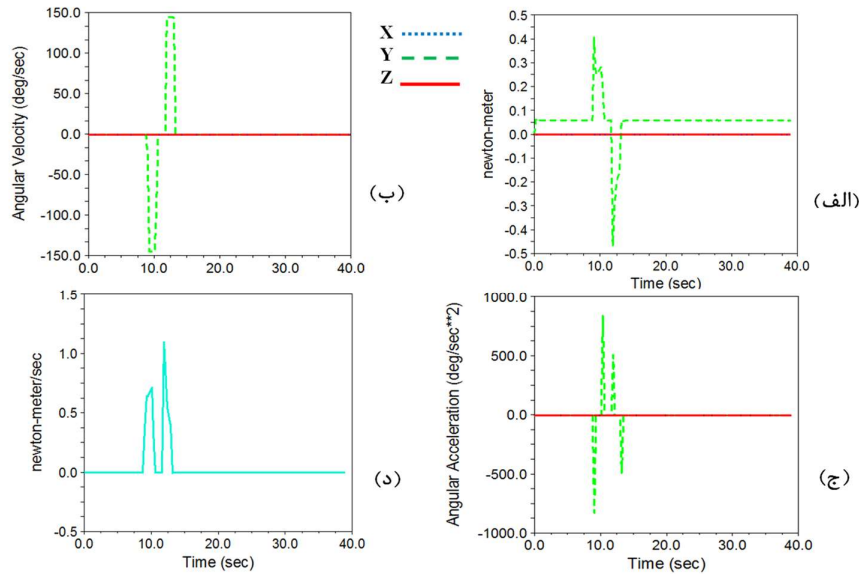 150.0
100.0
50.0
0.0
-50.0
-100.0
-150.0
Angular Velocity (deg/sec)
0.0 10.0 20.0 30.0 40.0
(ب)
X
Y
Z
0.5
0.4
0.3
0.2
0.1
0.0
0.1
0.2
0.3
0.4
0.5
newton-meter
0.0 10.0 20.0 30.0 40.0
Time (sec)
(الف)
1.5
1.0
0.5
0.0
-0.5
newton-meter/sec
0.0 10.0 20.0 30.0 40.0
Time (sec)
(د)
1000.0
500.0
0.0
-500.0
-1000.0
Angular Acceleration (deg/sec**2)
0.0 10.0 20.0 30.0 40.0
Time (sec)
(ج)